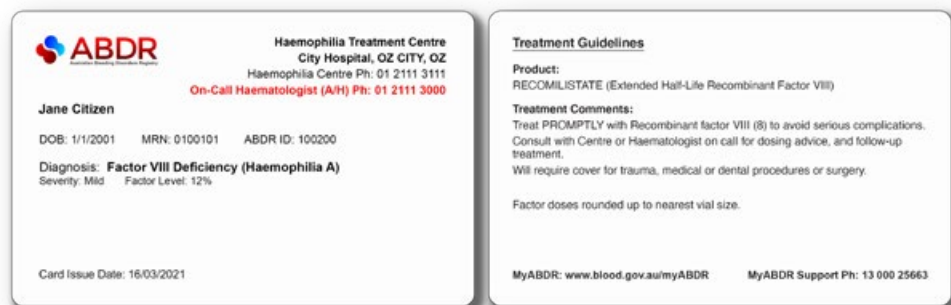 ABDR
Australian Bleeding Disorders Registry
Haemophilia Treatment Centre
City Hospital, OZ CITY, OZ
Haemophilia Centre Ph: 01 2111 3111
On-Call Haematologist (A/H) Ph: 01 2111 3000
Jane Citizen
DOB: 1/1/2001 MRN: 0100101 ABDR ID: 100200
Diagnosis: Factor VIII Deficiency (Haemophilia A)
Severity: Mild Factor Level: 12%
Card Issue Date: 16/03/2021
Treatment Guidelines
Product:
RECOMILISTATE (Extended Half-Life Recombinant Factor VIII)
Treatment Comments:
Treat PROMPTLY with Recombinant factor VIII (8) to avoid serious complications.
Consult with Centre or Haematologist on call for dosing advice, and follow-up
treatment.
Will require cover for trauma, medical or dental procedures or surgery.
Factor doses rounded up to nearest vial size.
MyABDR: www.blood.gov.au/myABDR MyABDR Support Ph: 13 000 25663